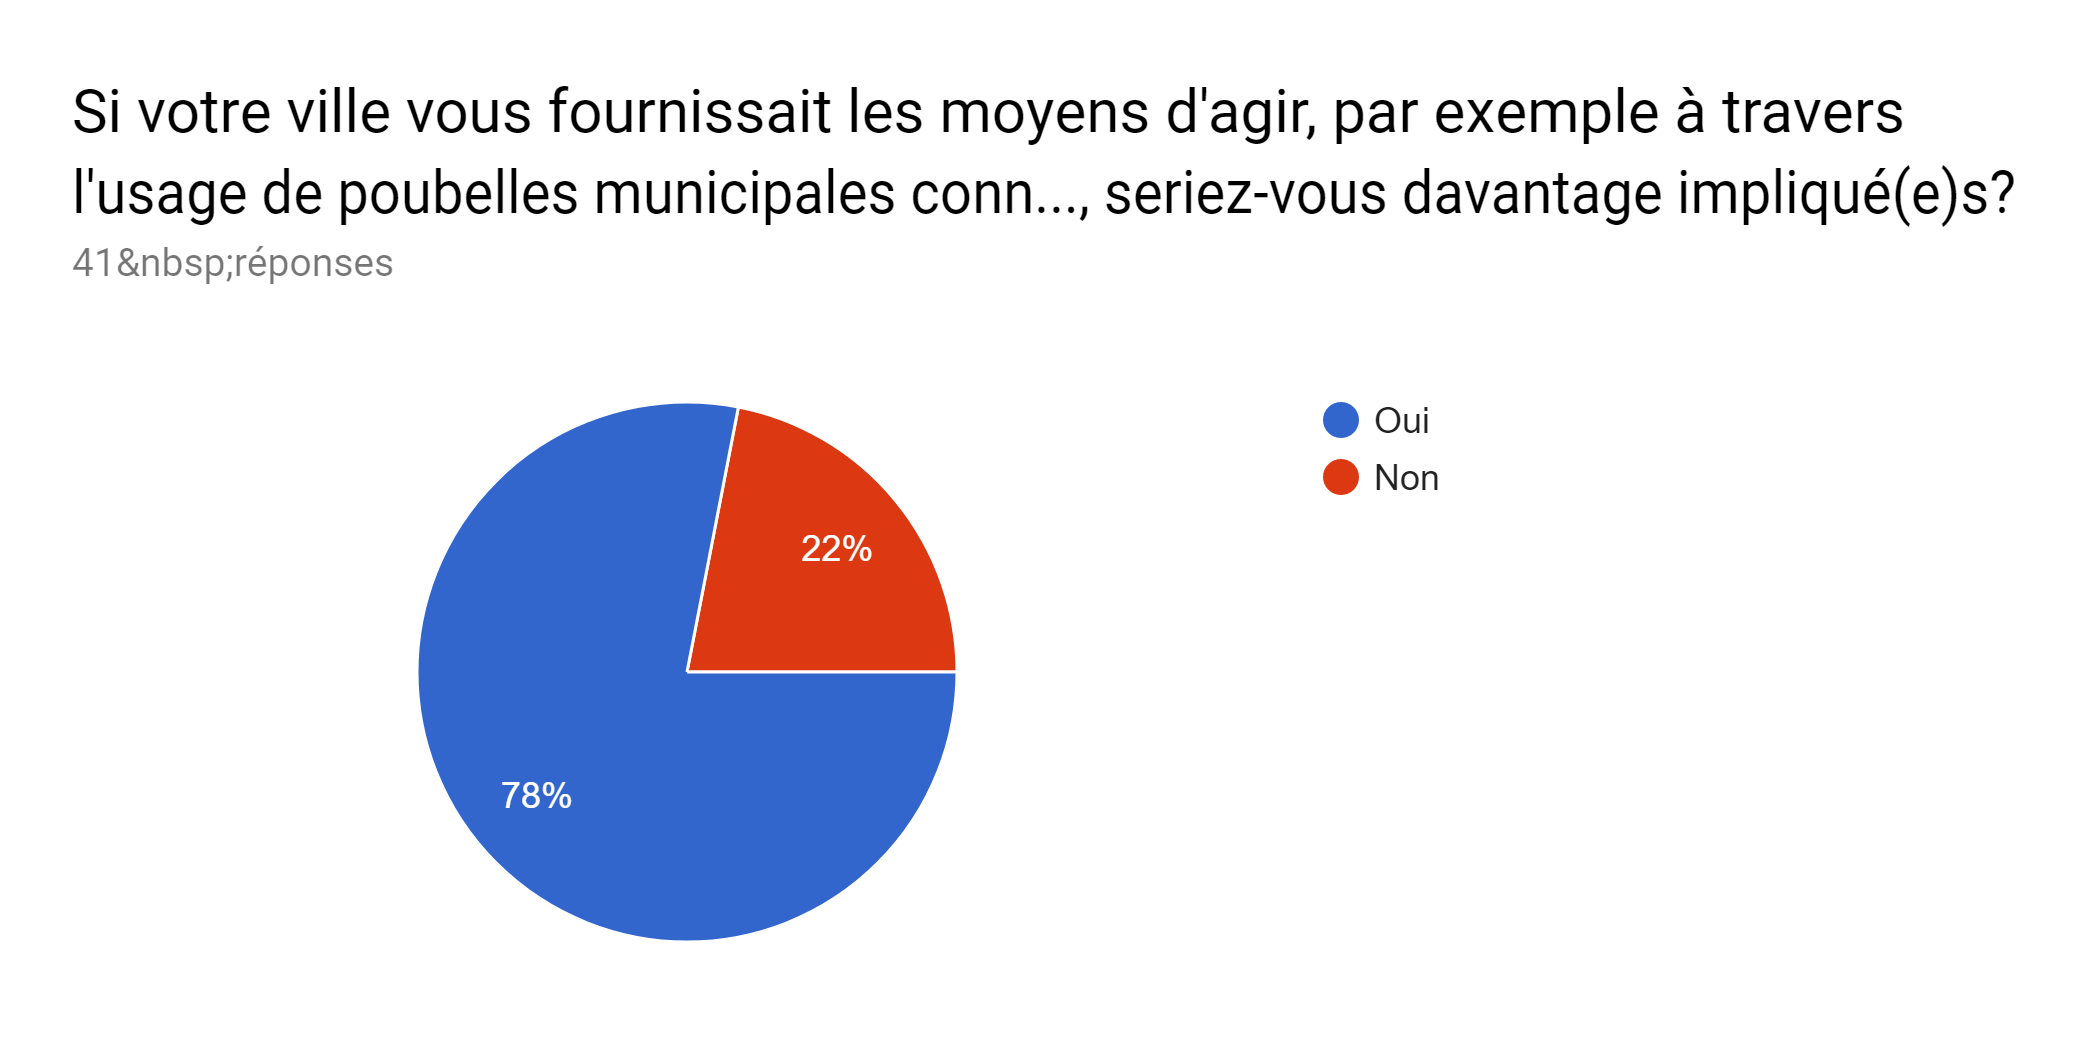 Si votre ville vous fournissait les moyens d'agir, par exemple à travers
l'usage de poubelles municipales conn..., seriez-vous davantage impliqué(e)s?
41&nbsp;réponses
Oui
Non
22%
78%